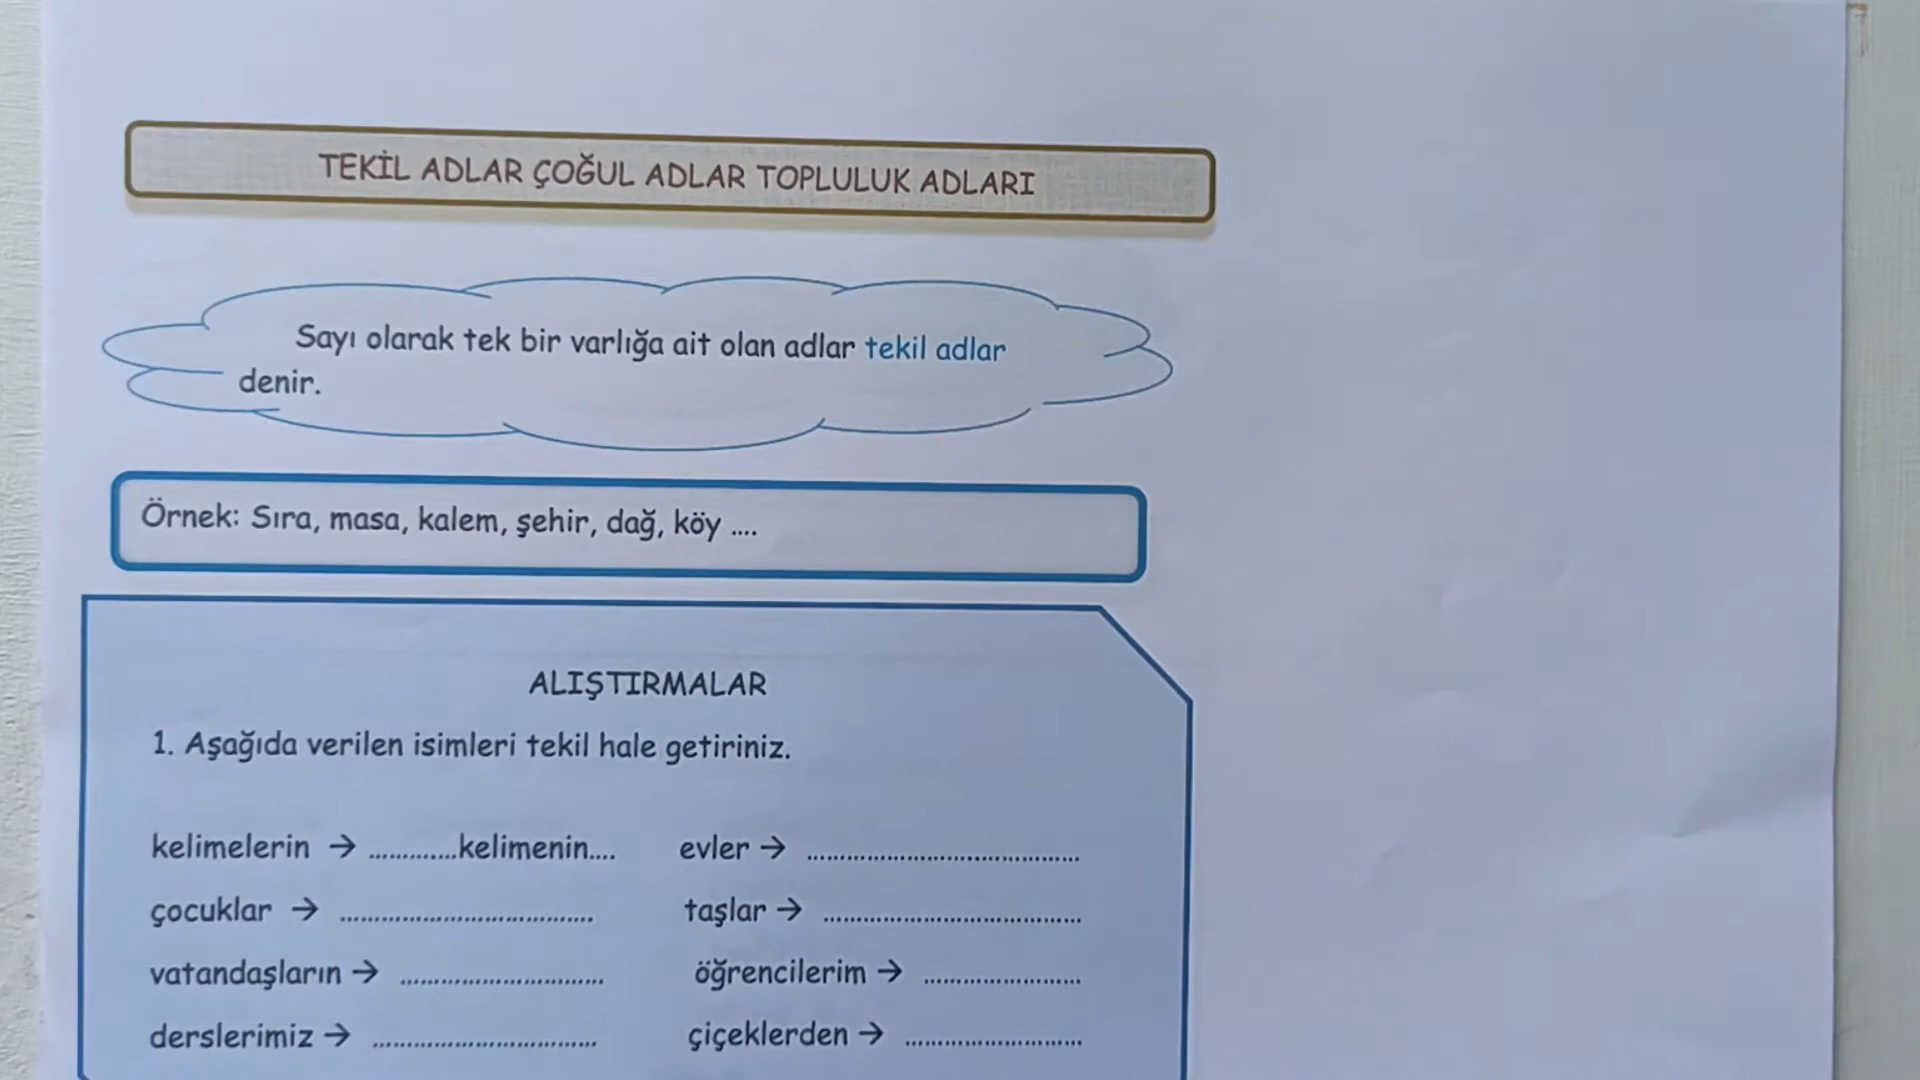 TEKİL ADLAR ÇOĞUL ADLAR TOPLULUK ADLARI
Sayı olarak tek bir varlığa ait olan adlar tekil adlar
denir.
Örnek: Sıra, masa, kalem, şehir, dağ, köy ....
ALIŞTIRMALAR
1. Aşağıda verilen isimleri tekil hale getiriniz.
kelimelerin → .............kelimenin.... evler → ........................................
çocuklar → ...................................... taşlar → ......................................
vatandaşların → .............................. öğrencilerim → .......................
derslerimiz → ................................. çiçeklerden → ..........................